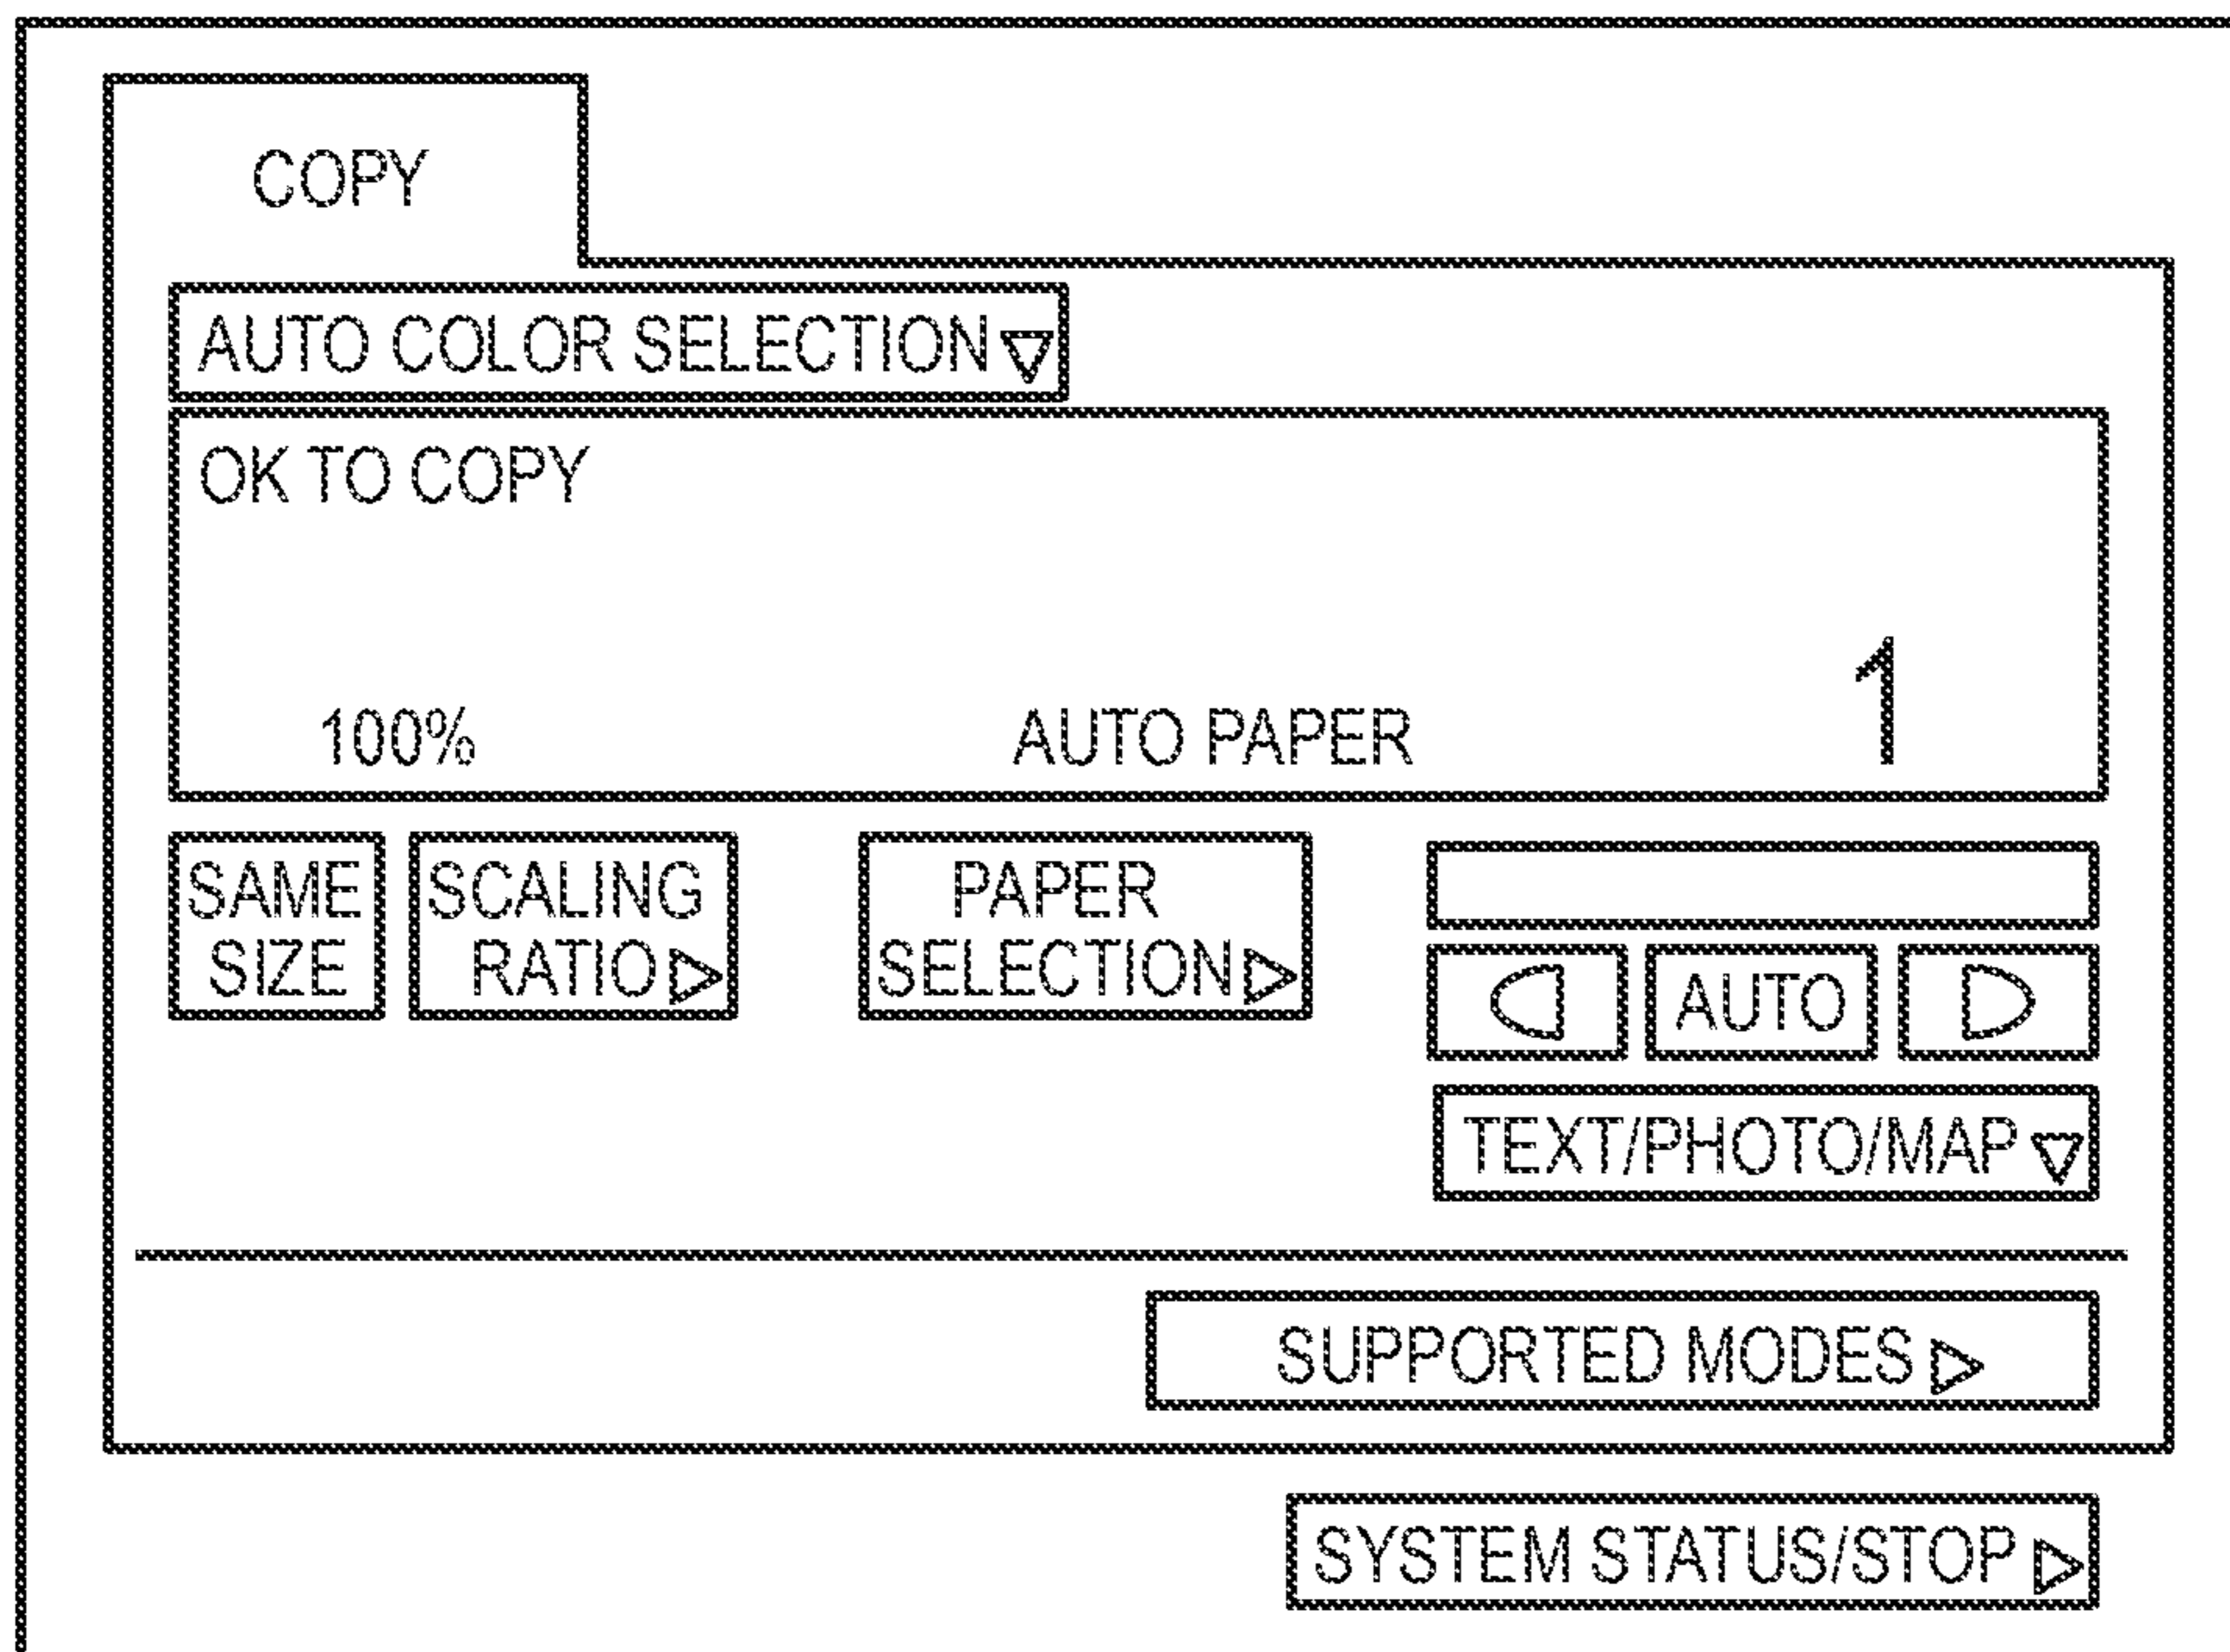 COPY
AUTO COLOR SELECTION
OK TO COPY
100% AUTO PAPER 1
SAME
SIZE
SCALING
RATIO
PAPER
SELECTION
AUTO
TEXT/PHOTO/MAP
SUPPORTED MODES
SYSTEM STATUS/STOP